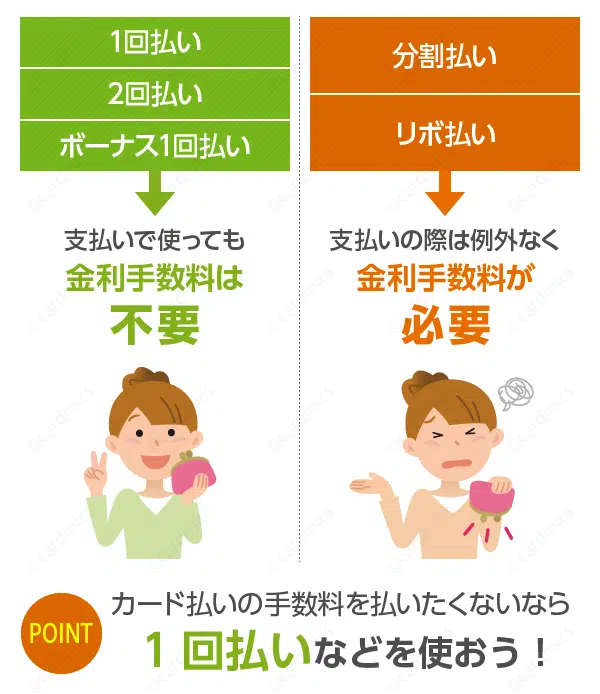 1回払い
2回払い
ボーナス1回払い
支払いで使っても
金利手数料は
不要
分割払い
リボ払い
支払いの際は例外なく
金利手数料が
必要
POINT
カード払いの手数料を払いたくないなら
1回払いなどを使おう！